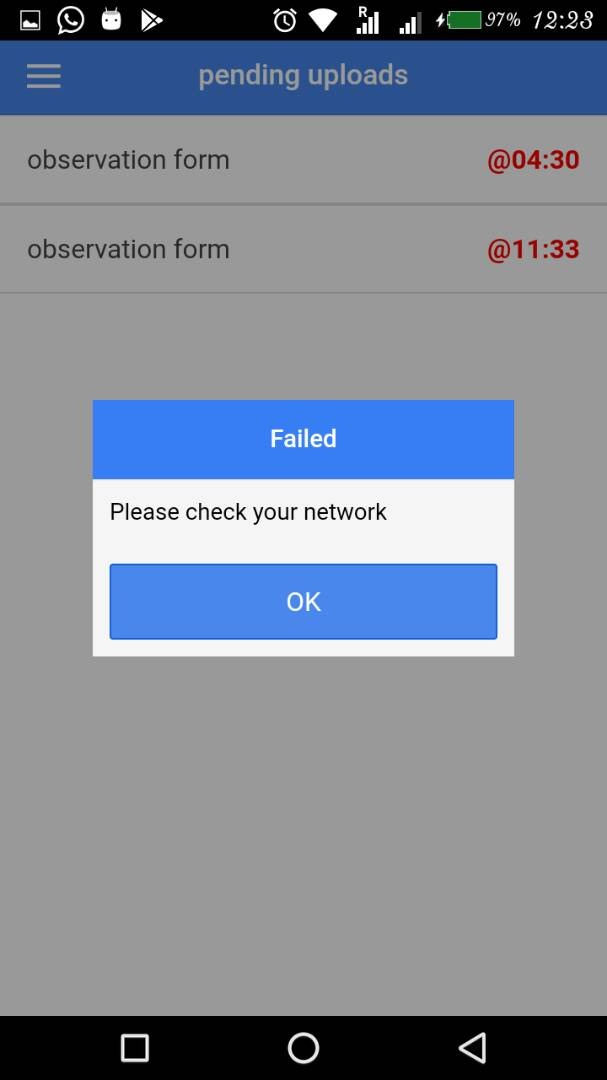 R 97% 12:23
pending uploads
observation form @04:30
observation form @11:33
Failed
Please check your network
OK